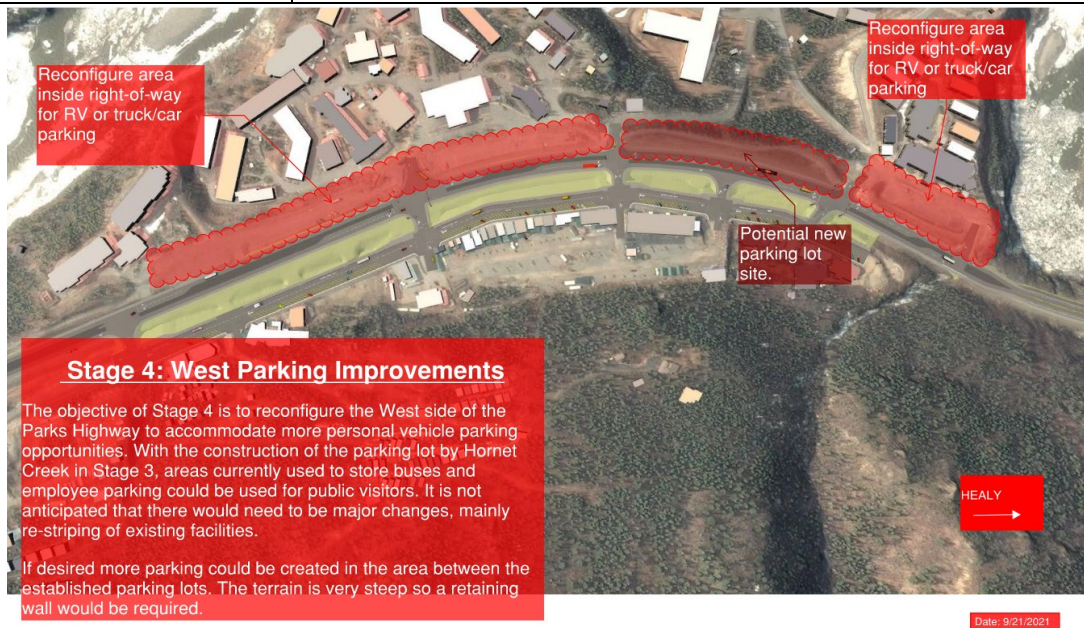 Reconfigure area
inside right-of-way
for RV or truck/car
parking
Reconfigure area
inside right-of-way
for RV or truck/car
parking
Potential new
parking lot
site.
Stage 4: West Parking Improvements
The objective of Stage 4 is to reconfigure the West side of the
Parks Highway to accommodate more personal vehicle parking
opportunities. With the construction of the parking lot by Hornet
Creek in Stage 3, areas currently used to store buses and
employee parking could be used for public visitors. It is not
anticipated that there would need to be major changes, mainly
re-striping of existing facilities.
If desired more parking could be created in the area between the
established parking lots. The terrain is very steep so a retaining
wall would be required.
HEALY
Date: 9/21/2021